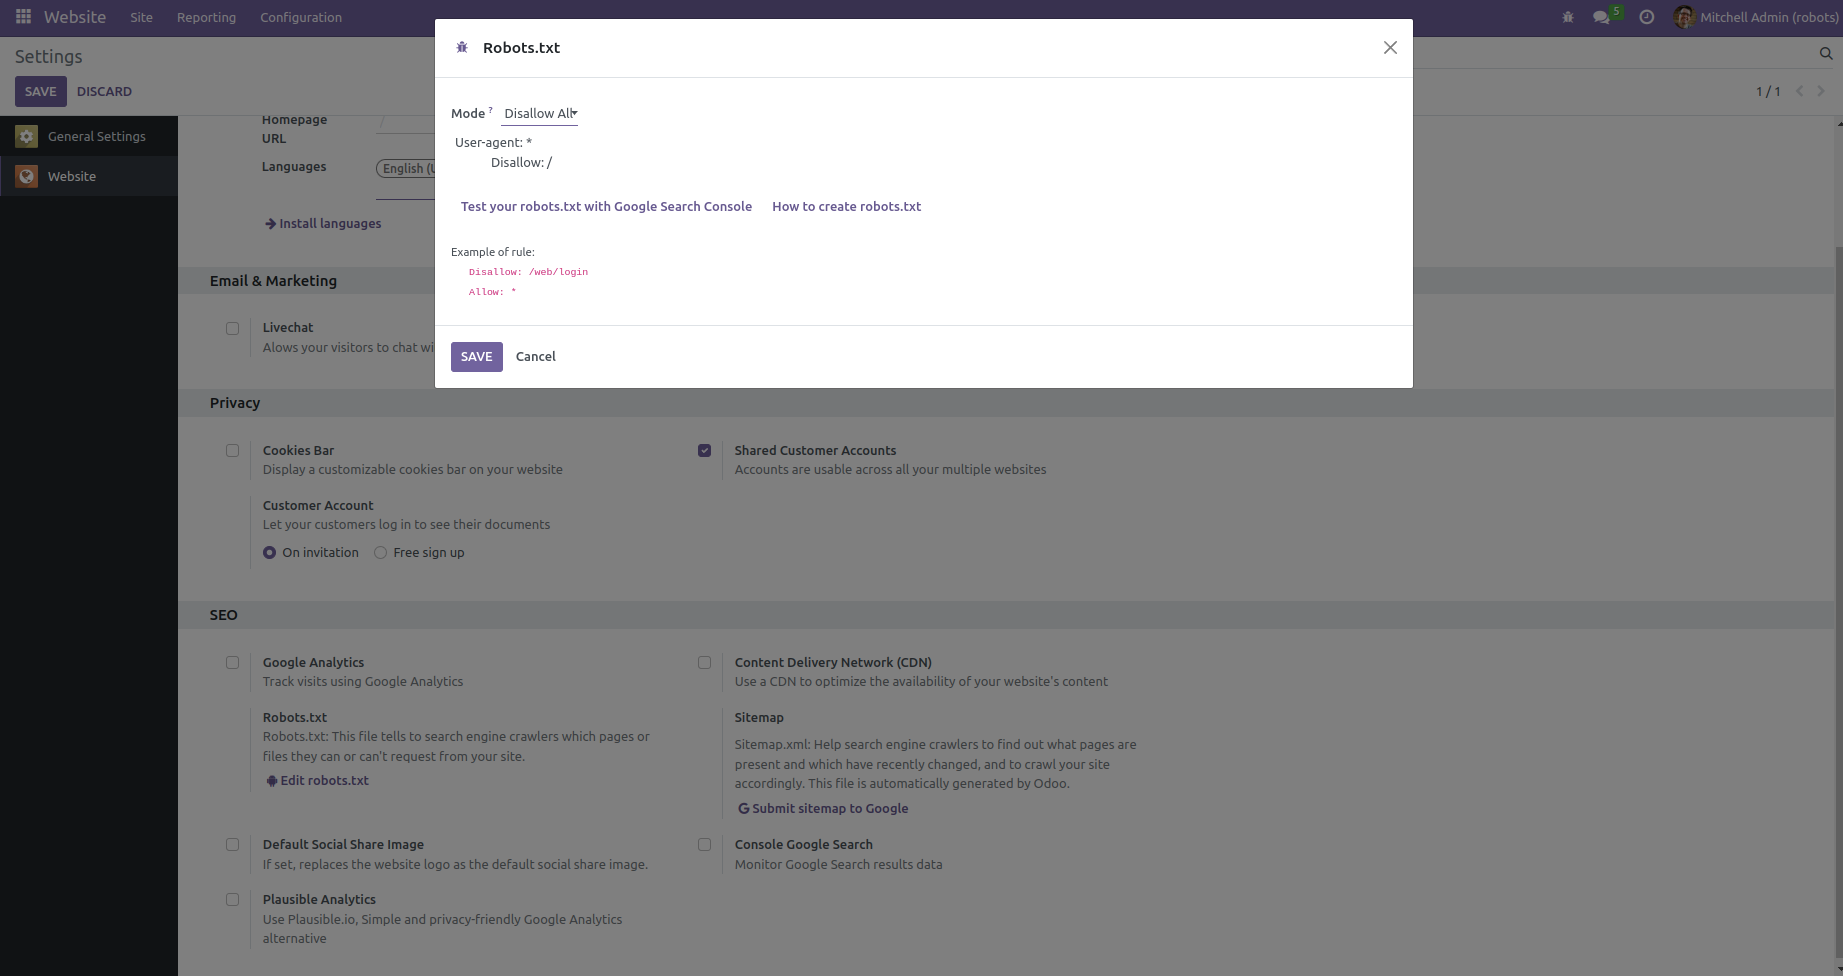 Website Site Reporting Configuration 5 Mitchell Admin (robots)
Settings
SAVE DISCARD 1 / 1
General Settings
Website
Homepage /
URL
Languages English (U
Install languages
Robots.txt
Mode ? Disallow All
User-agent: *
Disallow: /
Test your robots.txt with Google Search Console How to create robots.txt
Example of rule:
Disallow: /web/login
Allow: *
SAVE Cancel
Email & Marketing
Livechat
Alows your visitors to chat wi
Privacy
Cookies Bar
Display a customizable cookies bar on your website
Shared Customer Accounts
Accounts are usable across all your multiple websites
Customer Account
Let your customers log in to see their documents
On invitation Free sign up
SEO
Google Analytics
Track visits using Google Analytics
Content Delivery Network (CDN)
Use a CDN to optimize the availability of your website's content
Robots.txt
Robots.txt: This file tells to search engine crawlers which pages or
files they can or can't request from your site.
Edit robots.txt
Sitemap
Sitemap.xml: Help search engine crawlers to find out what pages are
present and which have recently changed, and to crawl your site
accordingly. This file is automatically generated by Odoo.
Submit sitemap to Google
Default Social Share Image
If set, replaces the website logo as the default social share image.
Console Google Search
Monitor Google Search results data
Plausible Analytics
Use Plausible.io, Simple and privacy-friendly Google Analytics
alternative